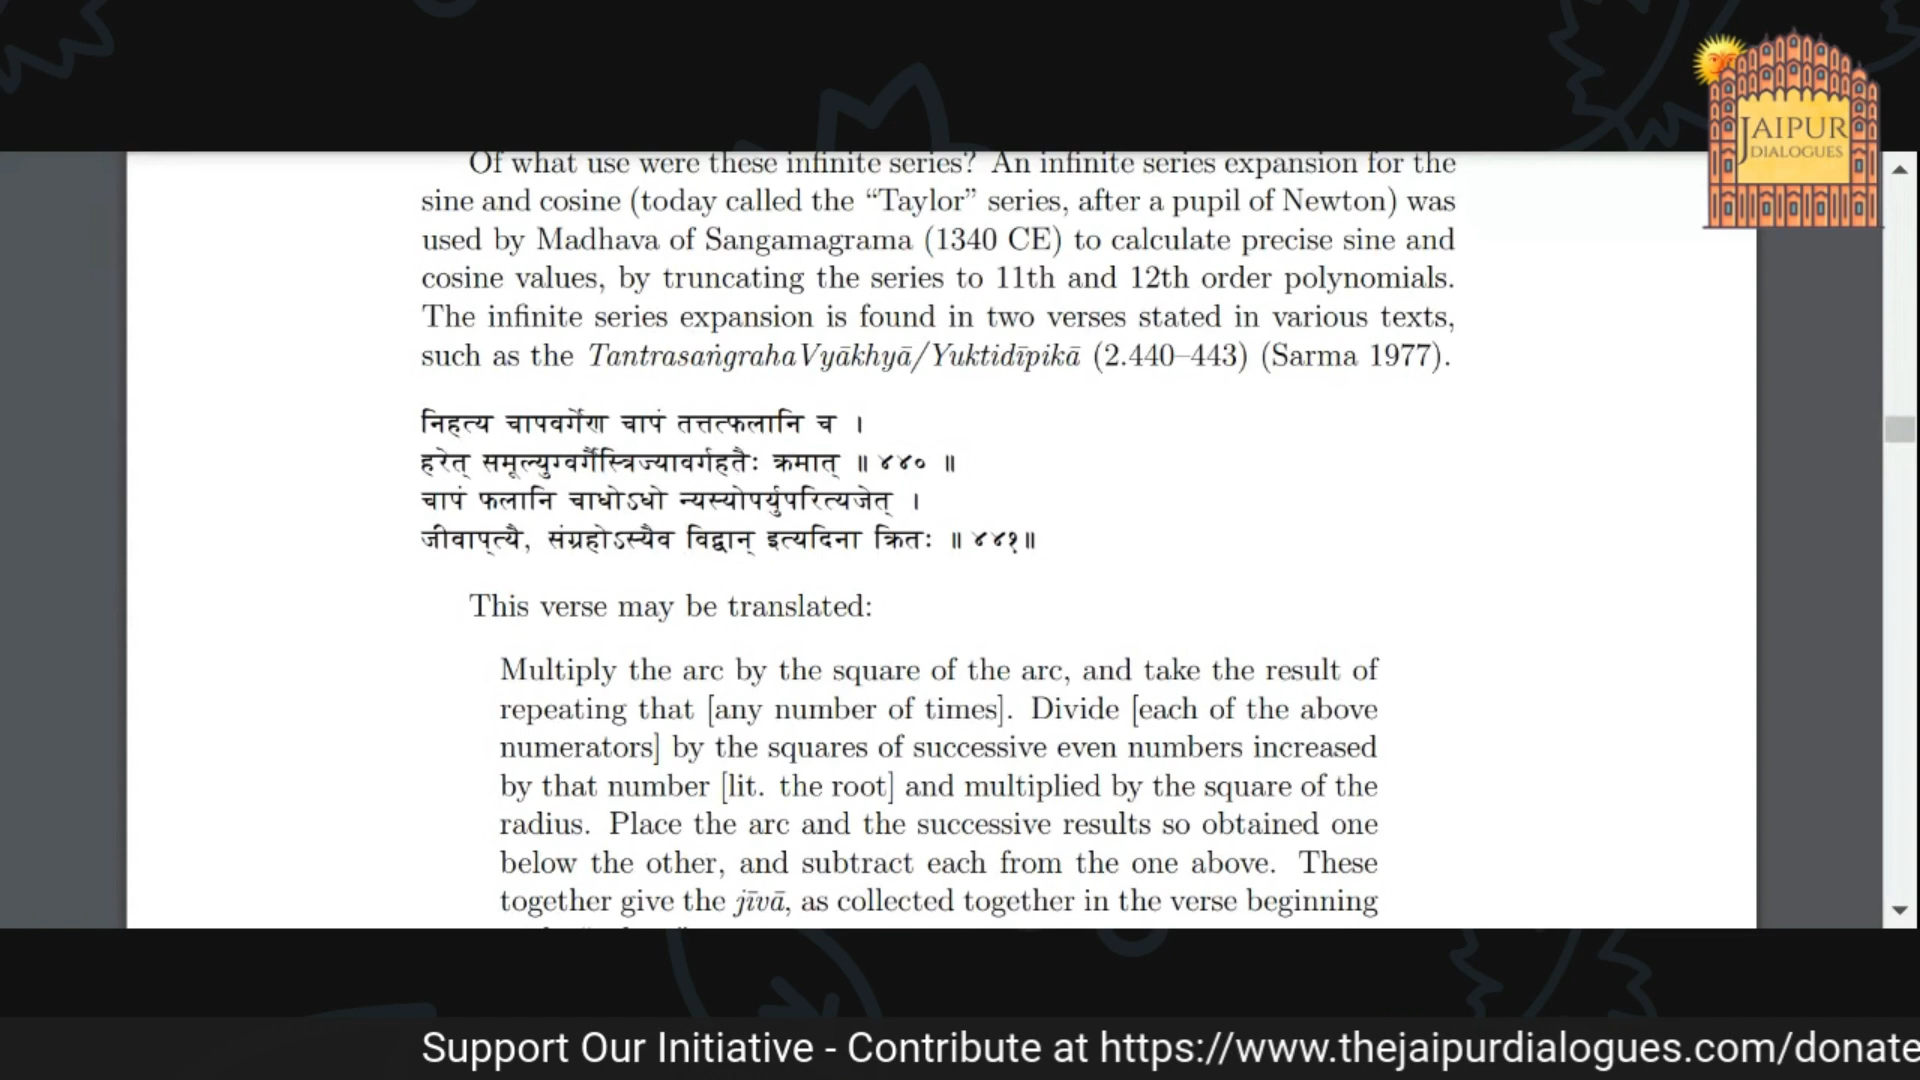 JAIPUR
DIALOGUES
Of what use were these infinite series? An infinite series expansion for the
sine and cosine (today called the “Taylor” series, after a pupil of Newton) was
used by Madhava of Sangamagrama (1340 CE) to calculate precise sine and
cosine values, by truncating the series to 11th and 12th order polynomials.
The infinite series expansion is found in two verses stated in various texts,
such as the TantrasaṅgrahaVyākhyā/Yuktidīpikā (2.440–443) (Sarma 1977).
निहत्य चापवर्गेण चापं तत्तत्फलानि च ।
हरेत् समूल्युग्वर्गैस्त्रिज्यावर्गहतैः क्रमात् ॥ ४४० ॥
चापं फलानि चाधोऽधो न्यस्योपर्युपरित्यजेत् ।
जीवाप्त्यै, संग्रहोऽस्यैव विद्वान् इत्यदिना क्रितः ॥ ४४१॥
This verse may be translated:
Multiply the arc by the square of the arc, and take the result of
repeating that [any number of times]. Divide [each of the above
numerators] by the squares of successive even numbers increased
by that number [lit. the root] and multiplied by the square of the
radius. Place the arc and the successive results so obtained one
below the other, and subtract each from the one above. These
together give the jīvā, as collected together in the verse beginning
Support Our Initiative - Contribute at https://www.thejaipurdialogues.com/donate